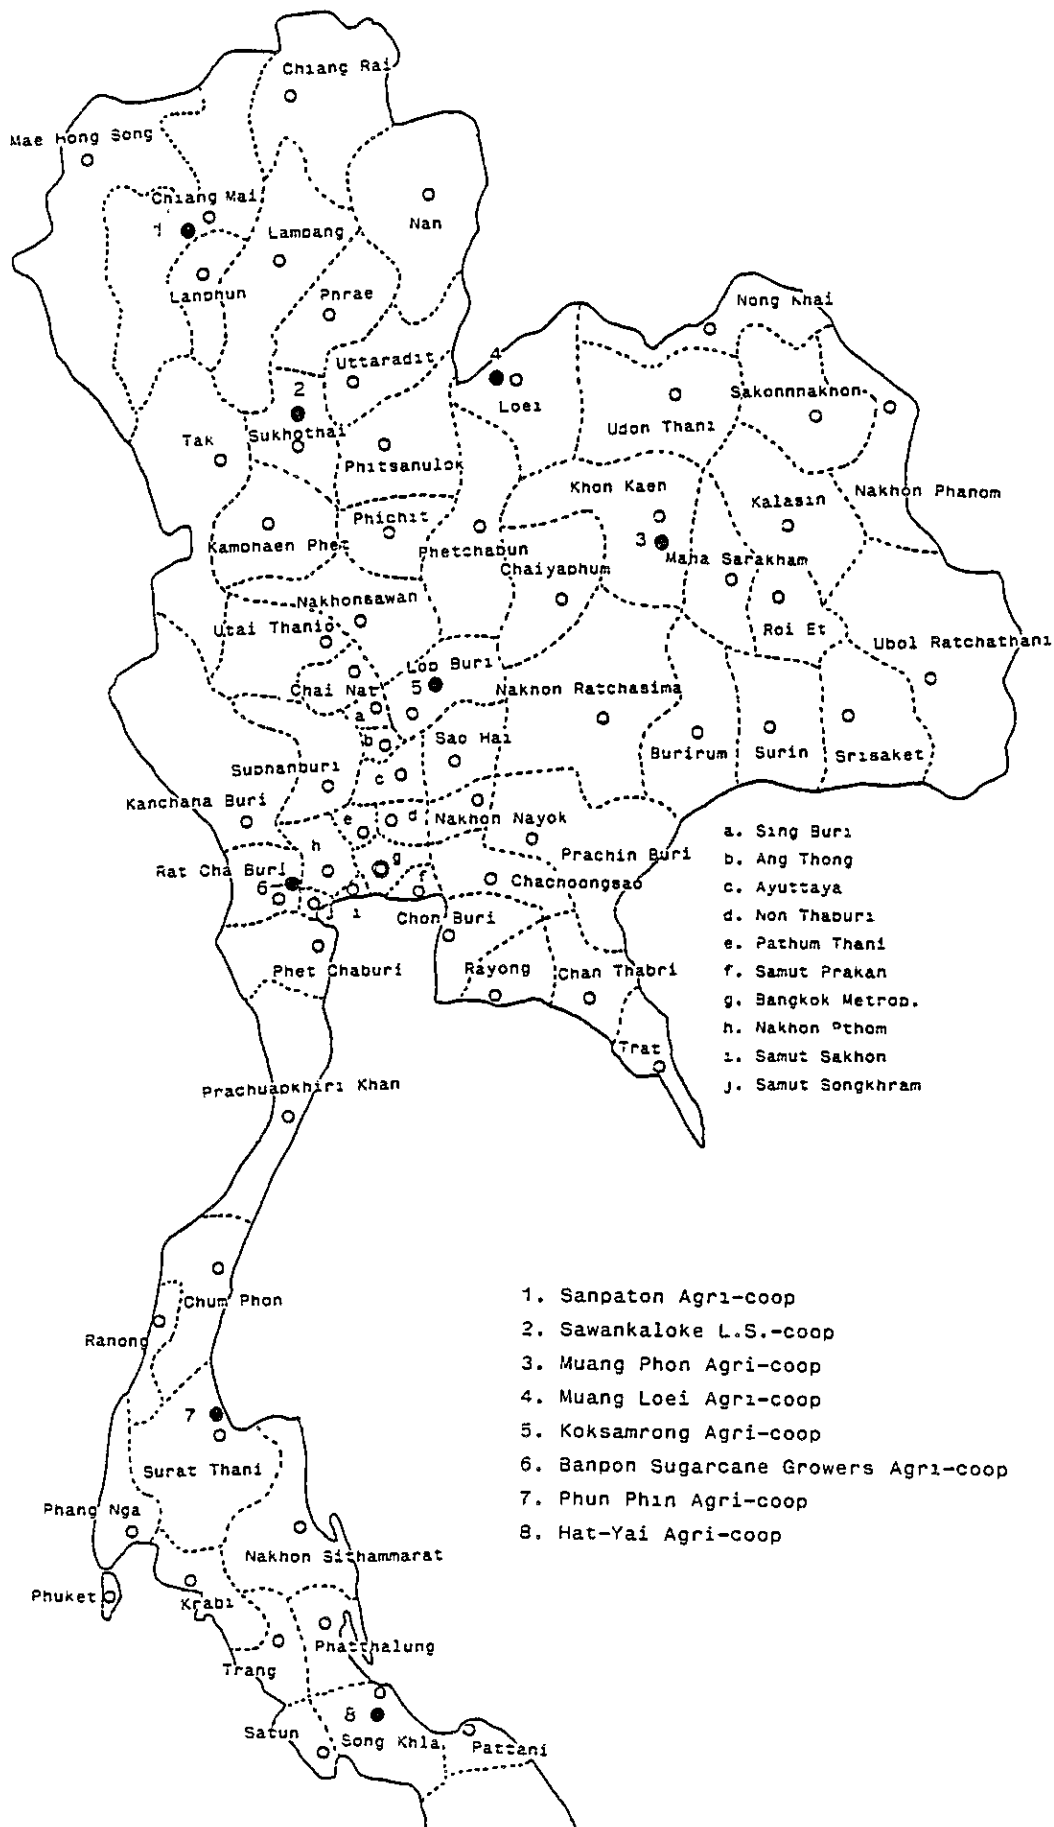 Chiang Rai
Mae Hong Song
Chiang Mai
1
Nan
Lampang
Lanphun
Phrae
Nong Khai
Uttaradit
4
2
Loei
Sakonnnakhon
Tak
Sukhothai
Udon Thani
Phitsanulok
Khon Kaen
Kalasin
Nakhon Phanom
Phichit
Kamphaen Phet
Phetchabun
3
Maha Sarakham
Chaiyaphum
Nakhonsawan
Utai Thani
Roi Et
Ubol Ratchathani
Lop Buri
Chai Nat
5
Nakhon Ratchasima
a
b
Sao Hai
Burirum
Surin
Srisaket
Suphanburi
c
Kanchana Buri
e
d
Nakhon Nayok
h
g
Prachin Buri
Rat Cha Buri
6
f
Chachoongsao
i
Chon Buri
Phet Chaburi
Rayong
Chan Thabri
Trat
a. Sing Buri
b. Ang Thong
c. Ayuttaya
d. Non Thaburi
e. Pathum Thani
f. Samut Prakan
g. Bangkok Metrop.
h. Nakhon Pthom
i. Samut Sakhon
j. Samut Songkhram
Prachuapkhiri Khan
Chum Phon
Ranong
7
Surat Thani
Phang Nga
Nakhon Sithammarat
Phuket
Krabi
Phatthalung
Trang
8
Satun
Song Khla
Pattani
1. Sanpaton Agri-coop
2. Sawankaloke L.S.-coop
3. Muang Phon Agri-coop
4. Muang Loei Agri-coop
5. Koksamrong Agri-coop
6. Banpon Sugarcane Growers Agri-coop
7. Phun Phin Agri-coop
8. Hat-Yai Agri-coop